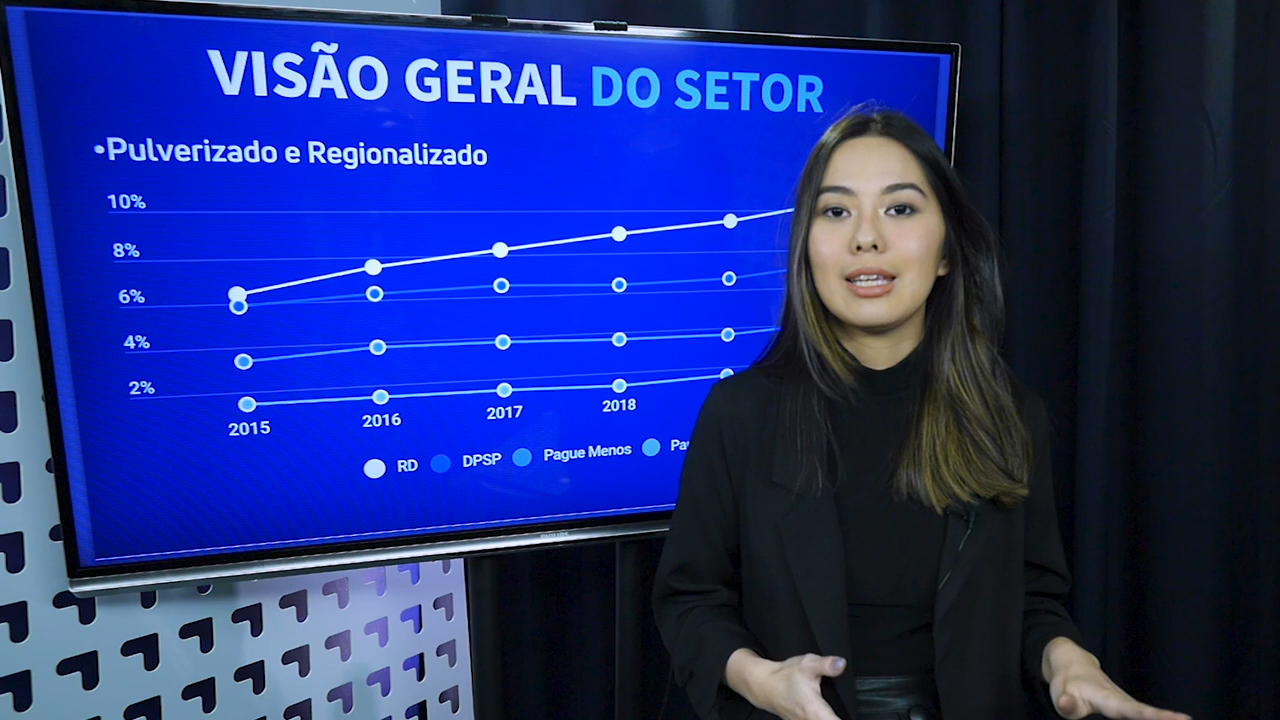 VISÃO GERAL DO SETOR
•Pulverizado e Regionalizado
10%
8%
6%
4%
2%
2015 2016 2017 2018
RD DPSP Pague Menos